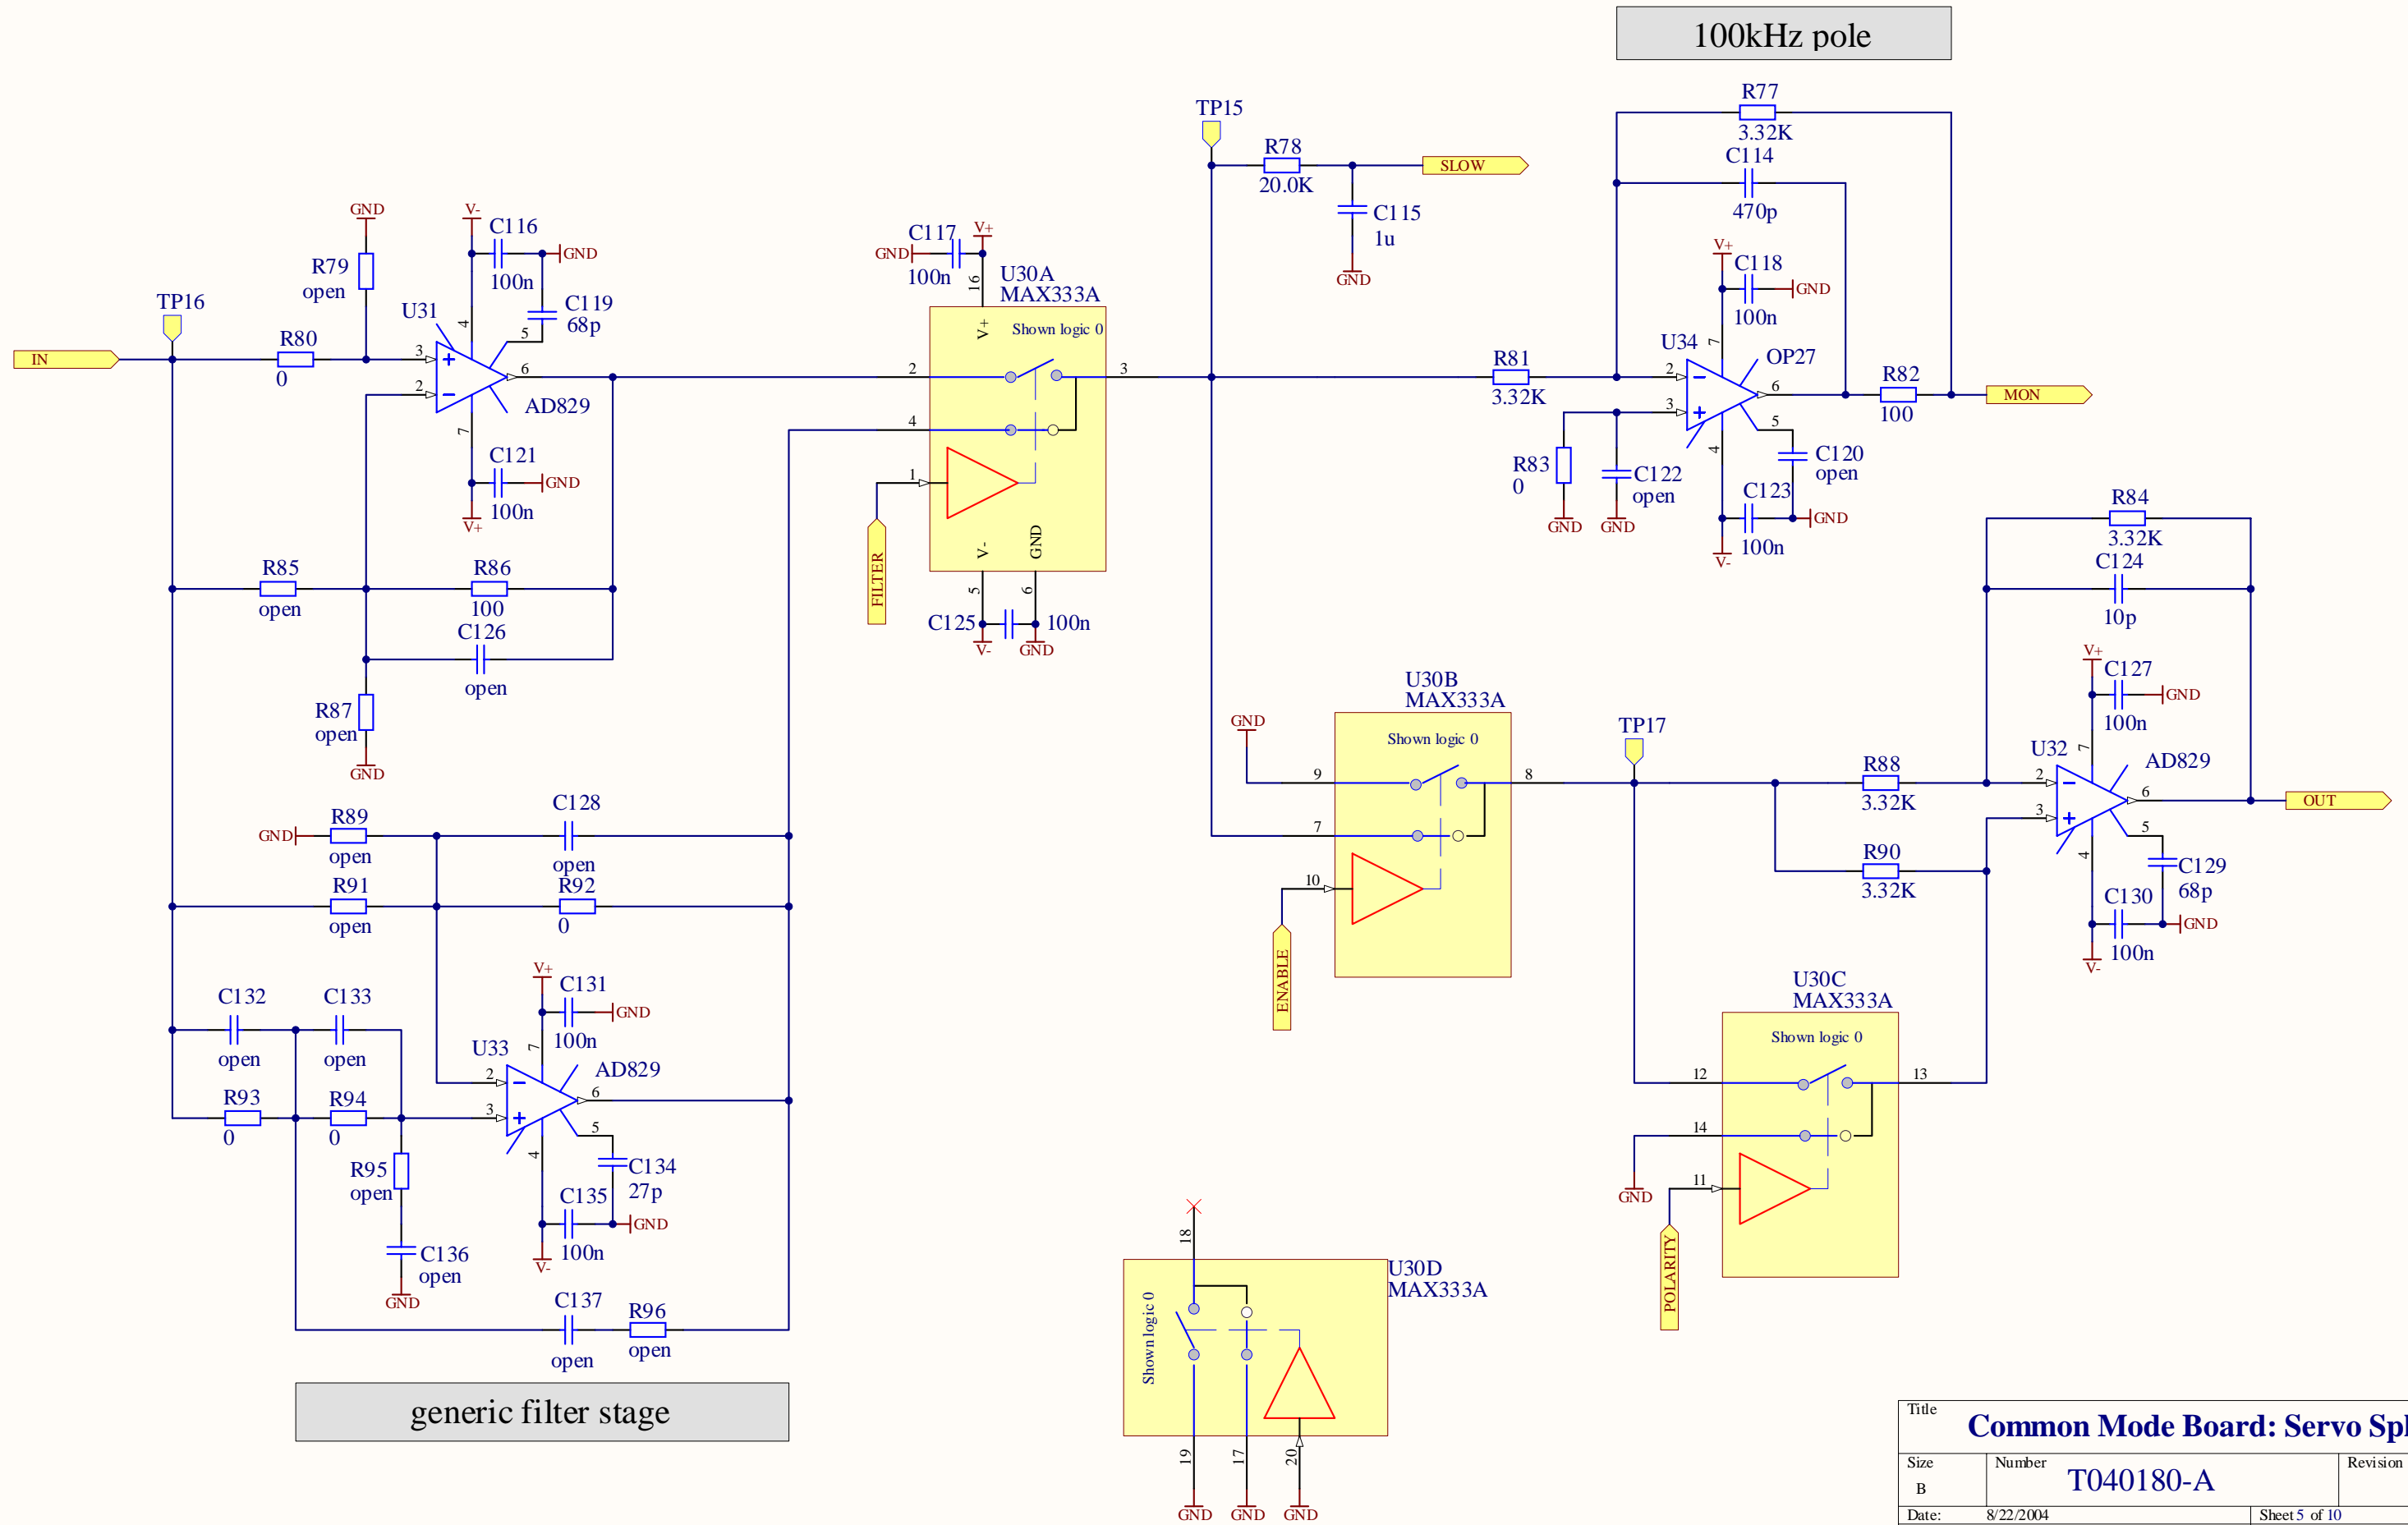 100kHz pole
R77
3.32K
C114
470p
TP15
R78
20.0K
SLOW
C115
1u
GND
V+
C118
GND
100n
U34
OP27
7
2
3
6
5
4
R81
3.32K
R82
100
MON
R83
0
GND
C122
open
GND
C120
open
C123
GND
100n
V-
TP16
IN
R80
0
GND
R79
open
U31
V-
C116
GND
100n
C119
68p
4
5
3
2
6
7
AD829
C121
GND
100n
V+
R85
open
R86
100
C126
open
R87
open
GND
C117
V+
GND
100n
16
U30A
MAX333A
V+
Shown logic 0
2
3
4
1
V-
GND
5
6
FILTER
C125
100n
V-
GND
GND
R89
open
C128
open
R91
open
R92
0
C132
open
C133
open
R93
0
R94
0
U33
V+
C131
GND
100n
7
AD829
2
3
6
5
4
R95
open
C136
open
GND
C134
27p
C135
GND
100n
V-
C137
open
R96
open
generic filter stage
U30B
MAX333A
GND
Shown logic 0
9
8
7
10
ENABLE
TP17
R88
3.32K
R90
3.32K
R84
3.32K
C124
10p
V+
C127
GND
100n
U32
AD829
7
2
3
6
5
4
OUT
C129
68p
C130
GND
100n
V-
U30C
MAX333A
Shown logic 0
12
13
14
11
GND
POLARITY
U30D
MAX333A
Shown logic 0
18
19
17
20
GND
GND
GND
Title
Common Mode Board: Servo Spl
Size
B
Number
T040180-A
Revision
Date:
8/22/2004
Sheet 5 of 10